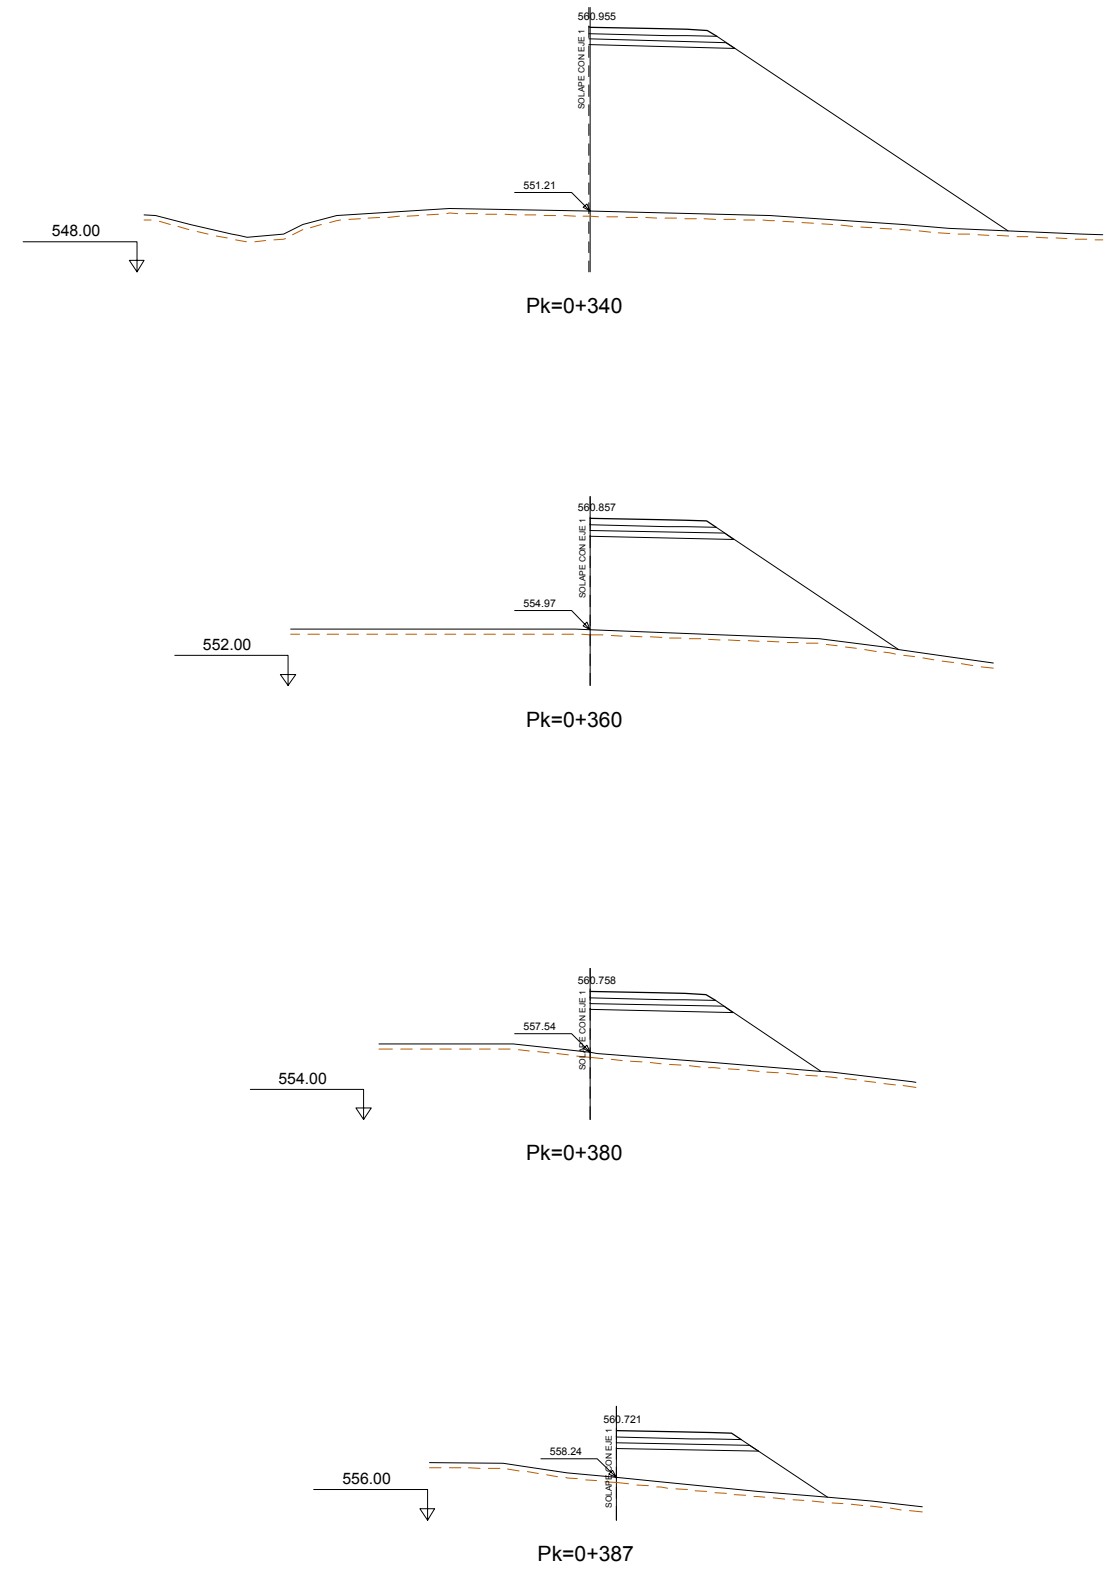 560.955
SOLAPE CON EJE 1
551.21
548.00
Pk=0+340
560.857
SOLAPE CON EJE 1
554.97
552.00
Pk=0+360
560.758
SOLAPE CON EJE 1
557.54
554.00
Pk=0+380
560.721
SOLAPE CON EJE 1
558.24
556.00
Pk=0+387